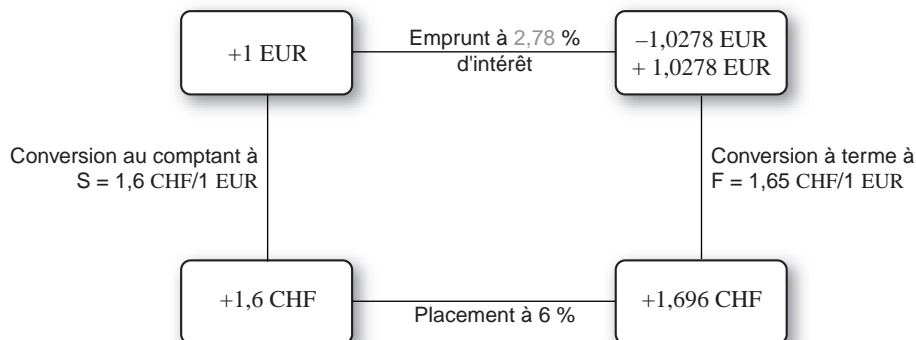 +1 EUR
Emprunt à 2,78 %
d'intérêt
–1,0278 EUR
+ 1,0278 EUR
Conversion au comptant à
S = 1,6 CHF/1 EUR
Conversion à terme à
F = 1,65 CHF/1 EUR
+1,6 CHF
Placement à 6 %
+1,696 CHF